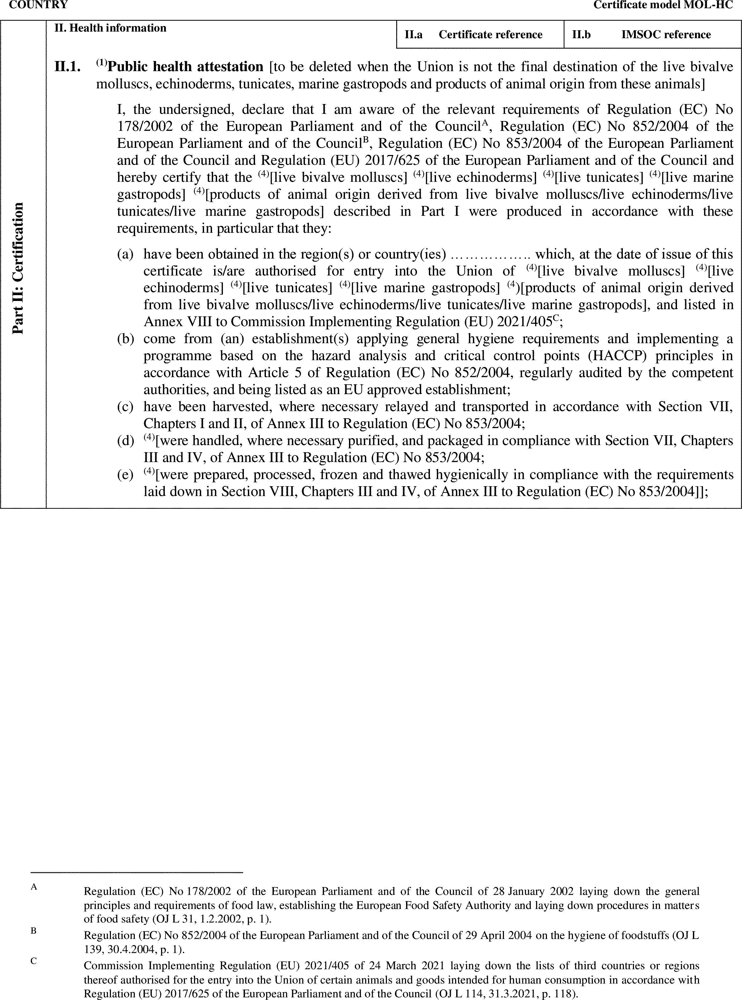 COUNTRY Certificate model MOL-HC
Part II: Certification
II. Health information
II.a Certificate reference
II.b IMSOC reference
II.1. (1)Public health attestation [to be deleted when the Union is not the final destination of the live bivalve
molluscs, echinoderms, tunicates, marine gastropods and products of animal origin from these animals]
I, the undersigned, declare that I am aware of the relevant requirements of Regulation (EC) No
178/2002 of the European Parliament and of the CouncilA, Regulation (EC) No 852/2004 of the
European Parliament and of the CouncilB, Regulation (EC) No 853/2004 of the European Parliament
and of the Council and Regulation (EU) 2017/625 of the European Parliament and of the Council and
hereby certify that the (4)[live bivalve molluscs] (4)[live echinoderms] (4)[live tunicates] (4)[live marine
gastropods] (4)[products of animal origin derived from live bivalve molluscs/live echinoderms/live
tunicates/live marine gastropods] described in Part I were produced in accordance with these
requirements, in particular that they:
(a) have been obtained in the region(s) or country(ies) ……………….. which, at the date of issue of this
certificate is/are authorised for entry into the Union of (4)[live bivalve molluscs] (4)[live
echinoderms] (4)[live tunicates] (4)[live marine gastropods] (4))[products of animal origin derived
from live bivalve molluscs/live echinoderms/live tunicates/live marine gastropods], and listed in
Annex VIII to Commission Implementing Regulation (EU) 2021/405C;
(b) come from (an) establishment(s) applying general hygiene requirements and implementing a
programme based on the hazard analysis and critical control points (HACCP) principles in
accordance with Article 5 of Regulation (EC) No 852/2004, regularly audited by the competent
authorities, and being listed as an EU approved establishment;
(c) have been harvested, where necessary relayed and transported in accordance with Section VII,
Chapters I and II, of Annex III to Regulation (EC) No 853/2004;
(d) (4)[were handled, where necessary purified, and packaged in compliance with Section VII, Chapters
III and IV, of Annex III to Regulation (EC) No 853/2004;
(e) (4)[were prepared, processed, frozen and thawed hygienically in compliance with the requirements
laid down in Section VIII, Chapters III and IV, of Annex III to Regulation (EC) No 853/2004]];
A Regulation (EC) No 178/2002 of the European Parliament and of the Council of 28 January 2002 laying down the general
principles and requirements of food law, establishing the European Food Safety Authority and laying down procedures in matters
of food safety (OJ L 31, 1.2.2002, p. 1).
B Regulation (EC) No 852/2004 of the European Parliament and of the Council of 29 April 2004 on the hygiene of foodstuffs (OJ L
139, 30.4.2004, p. 1).
C Commission Implementing Regulation (EU) 2021/405 of 24 March 2021 laying down the lists of third countries or regions
thereof authorised for the entry into the Union of certain animals and goods intended for human consumption in accordance with
Regulation (EU) 2017/625 of the European Parliament and of the Council (OJ L 114, 31.3.2021, p. 118).